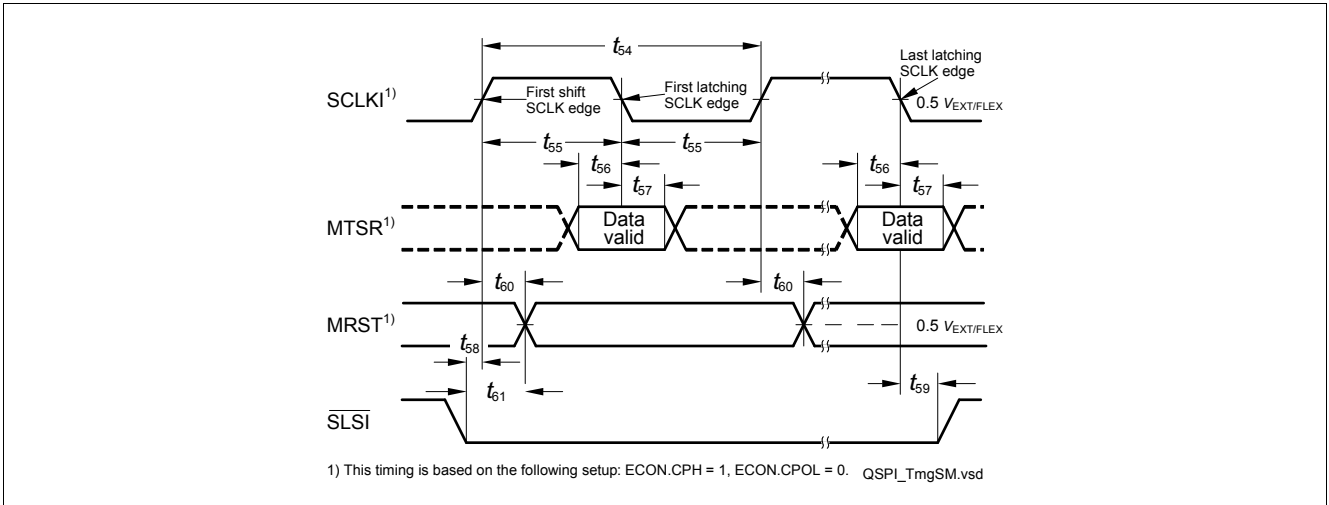 t54
Last latching
SCLK edge
SCLKI1)
First shift
SCLK edge
First latching
SCLK edge
0.5 VEXT/FLEX
t55
t55
t56
t56
t57
t57
MTSR1)
Data
valid
Data
valid
t60
t60
MRST1)
0.5 VEXT/FLEX
t58
t59
t61
SLSI
1) This timing is based on the following setup: ECON.CPH = 1, ECON.CPOL = 0.
QSPI_TmgSM.vsd